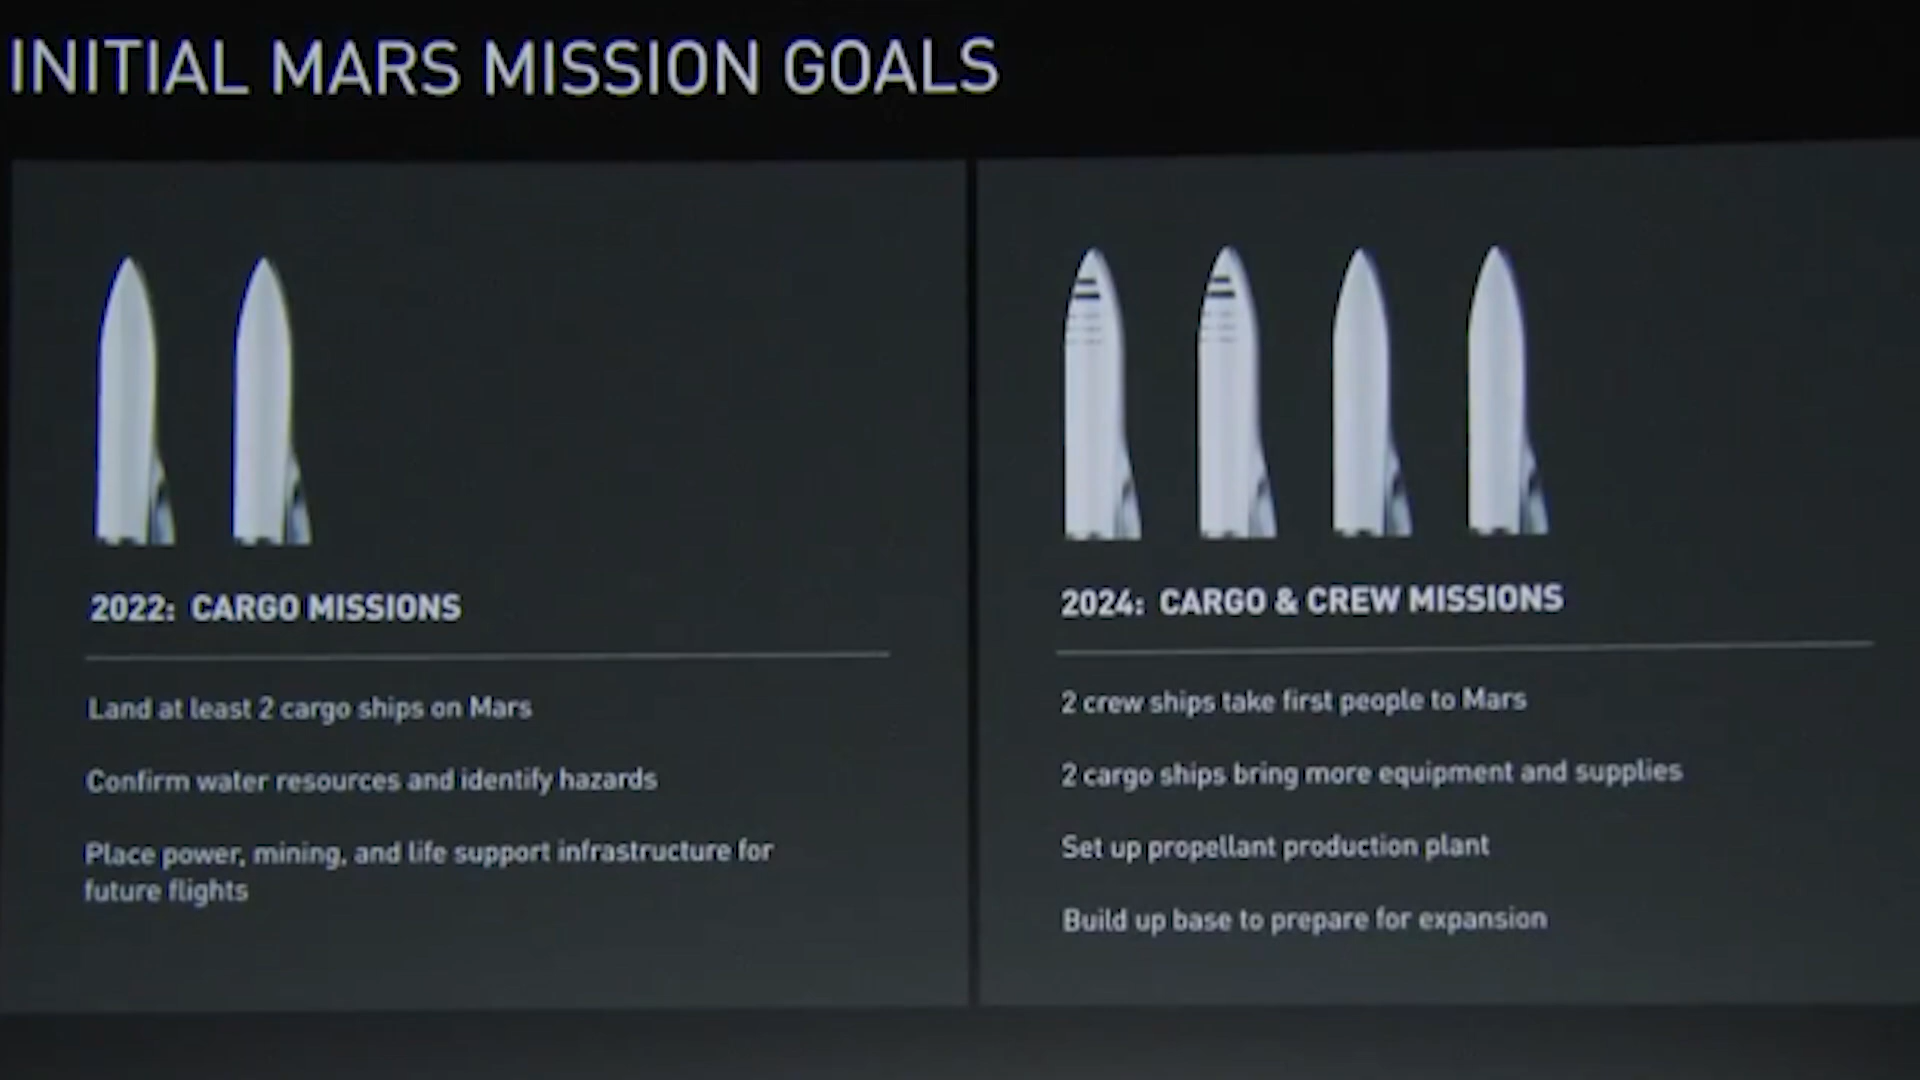 INITIAL MARS MISSION GOALS
2022: CARGO MISSIONS
Land at least 2 cargo ships on Mars
Confirm water resources and identify hazards
Place power, mining, and life support infrastructure for
future flights
2024: CARGO & CREW MISSIONS
2 crew ships take first people to Mars
2 cargo ships bring more equipment and supplies
Set up propellant production plant
Build up base to prepare for expansion